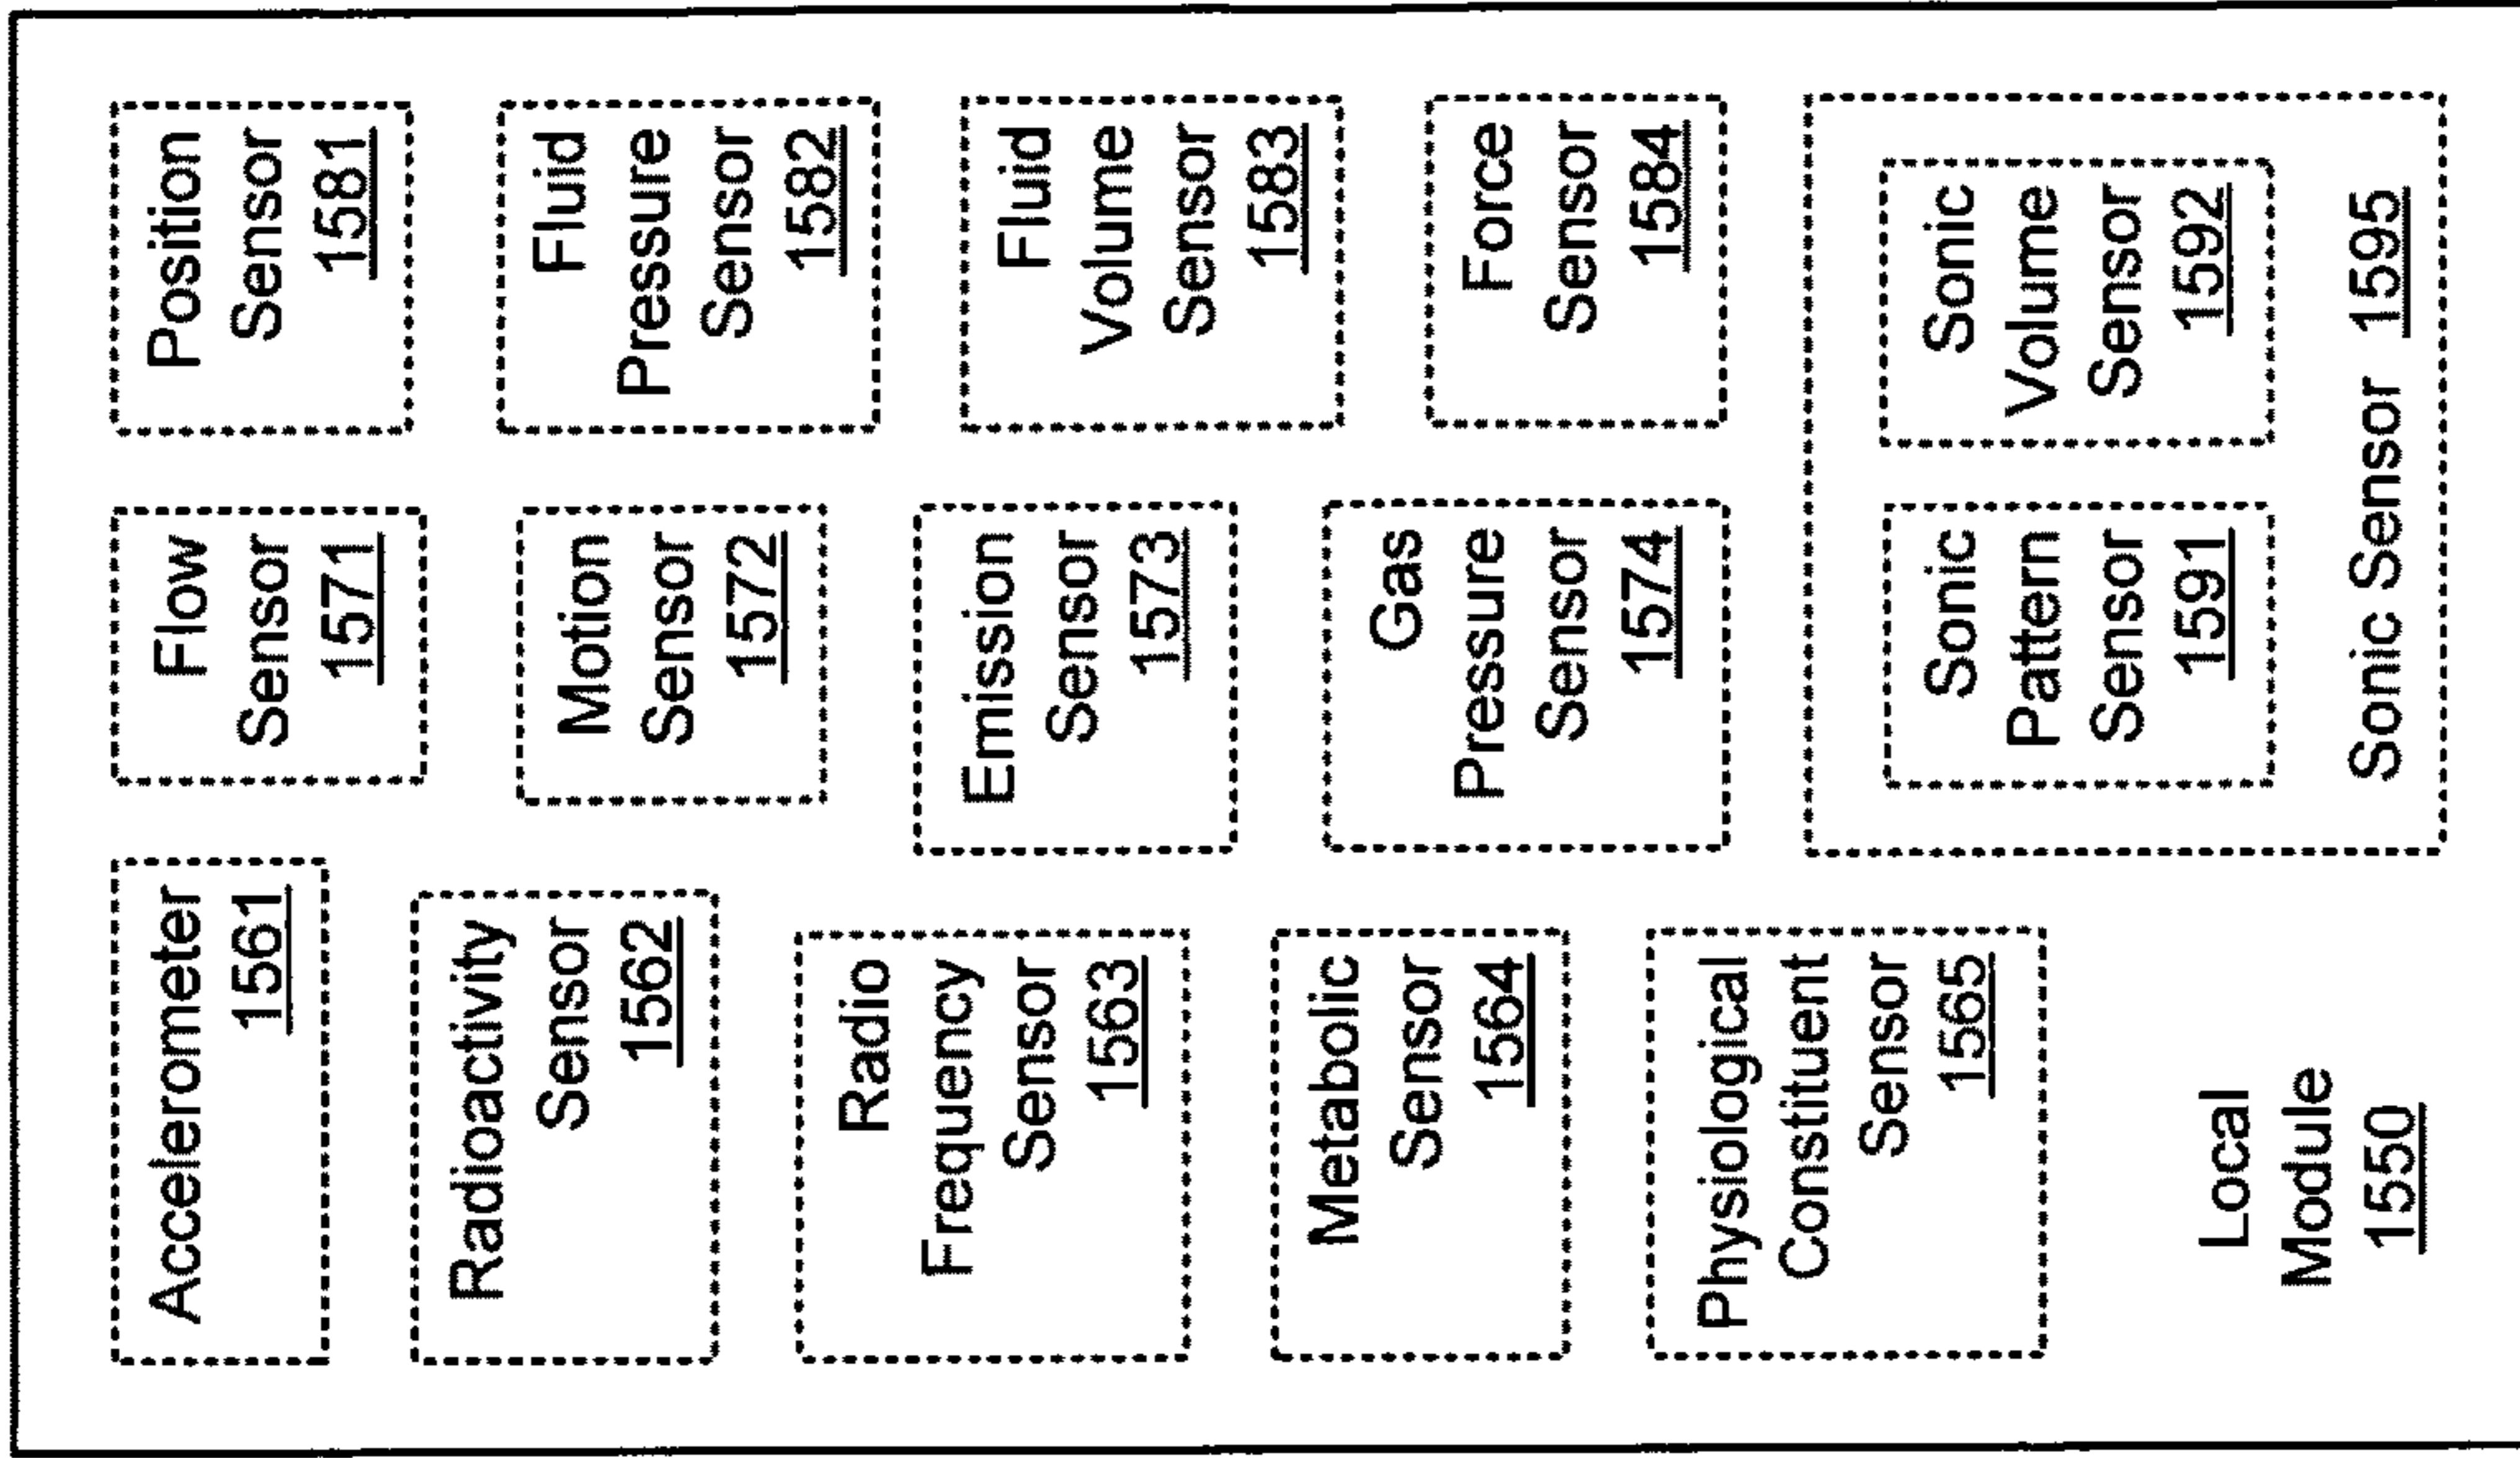 Accelerometer
1561
Radioactivity
Sensor
1562
Radio
Frequency
Sensor
1563
Metabolic
Sensor
1564
Physiological
Constituent
Sensor
1565
Local
Module
1550
Flow
Sensor
1571
Motion
Sensor
1572
Emission
Sensor
1573
Gas
Pressure
Sensor
1574
Position
Sensor
1581
Fluid
Pressure
Sensor
1582
Fluid
Volume
Sensor
1583
Force
Sensor
1584
Sonic
Pattern
Sensor
1591
Sonic
Volume
Sensor
1592
Sonic Sensor 1595